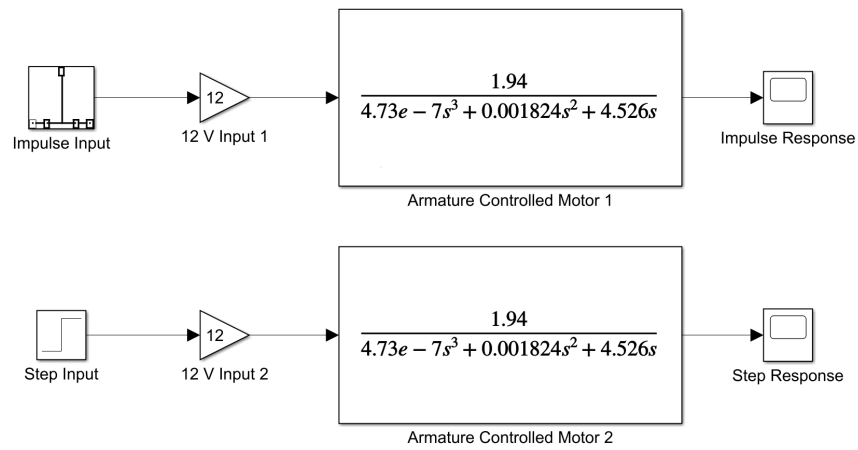 1.94
12
4.73e − 7s³ + 0.001824s² + 4.526s
Impulse Input
12 V Input 1
Impulse Response
Armature Controlled Motor 1
1.94
12
4.73e − 7s³ + 0.001824s² + 4.526s
Step Input
12 V Input 2
Step Response
Armature Controlled Motor 2